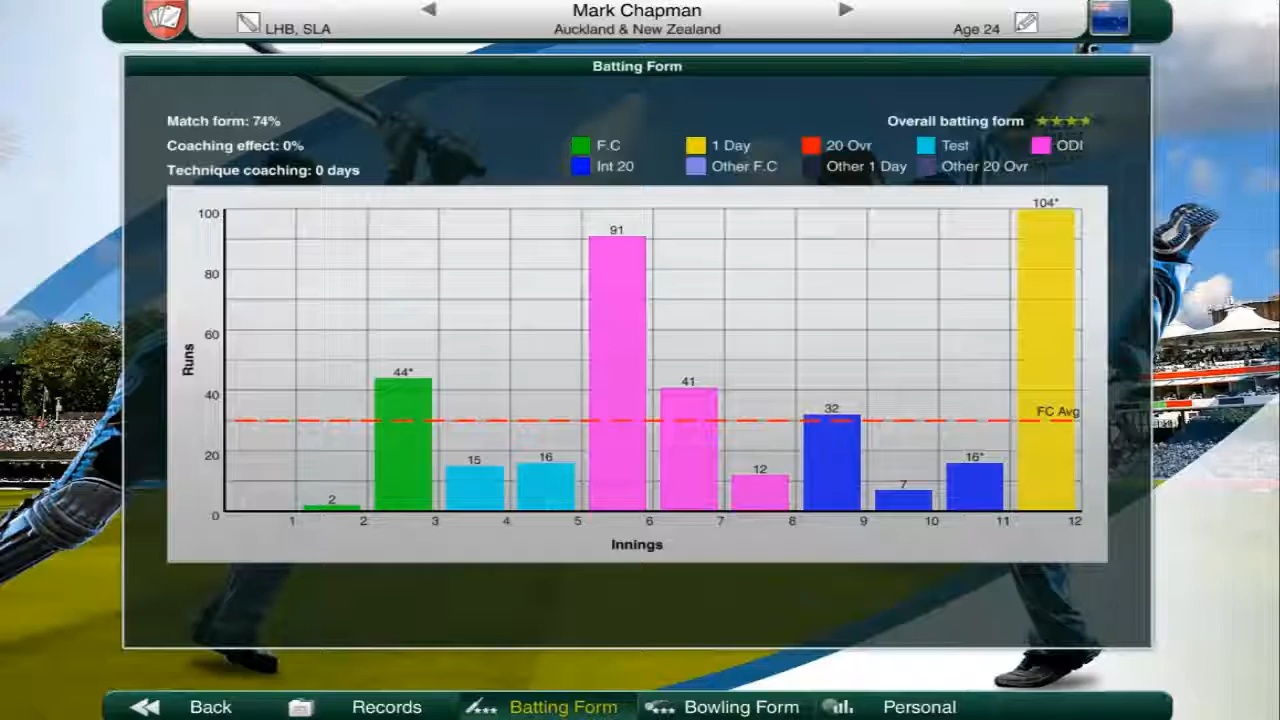 Mark Chapman
LHB, SLA
Auckland & New Zealand
Age 24
Batting Form
Match form: 74%
Coaching effect: 0%
Technique coaching: 0 days
Overall batting form
F.C
1 Day
20 Ovr
Test
ODI
Int 20
Other F.C
Other 1 Day
Other 20 Ovr
100
80
60
40
20
0
Runs
2
44*
15
16
91
41
12
32
7
16*
104*
FC Avg
1 2 3 4 5 6 7 8 9 10 11 12
Innings
Back
Records
Batting Form
Bowling Form
Personal